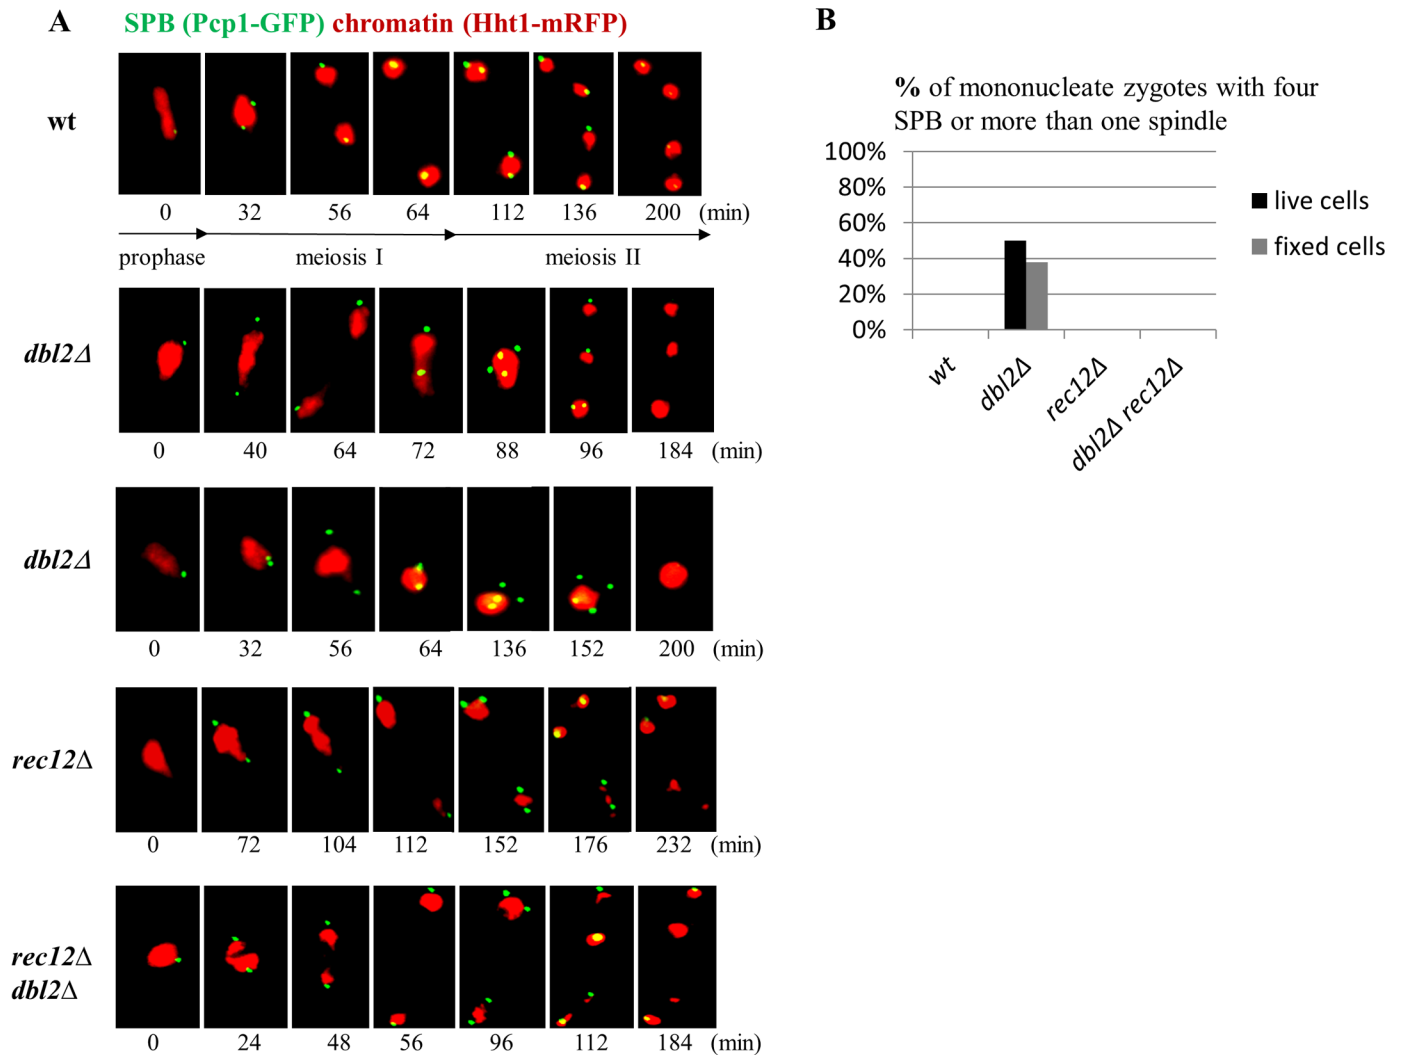 A
SPB (Pcp1-GFP) chromatin (Hht1-mRFP)
wt
0 32 56 64 112 136 200 (min)
prophase meiosis I meiosis II
dbl2Δ
0 40 64 72 88 96 184 (min)
dbl2Δ
0 32 56 64 136 152 200 (min)
rec12Δ
0 72 104 112 152 176 232 (min)
rec12Δ
dbl2Δ
0 24 48 56 96 112 184 (min)
B
% of mononucleate zygotes with four
SPB or more than one spindle
100%
80%
60%
40%
20%
0%
wt
dbl2Δ
rec12Δ
dbl2Δ rec12Δ
live cells
fixed cells